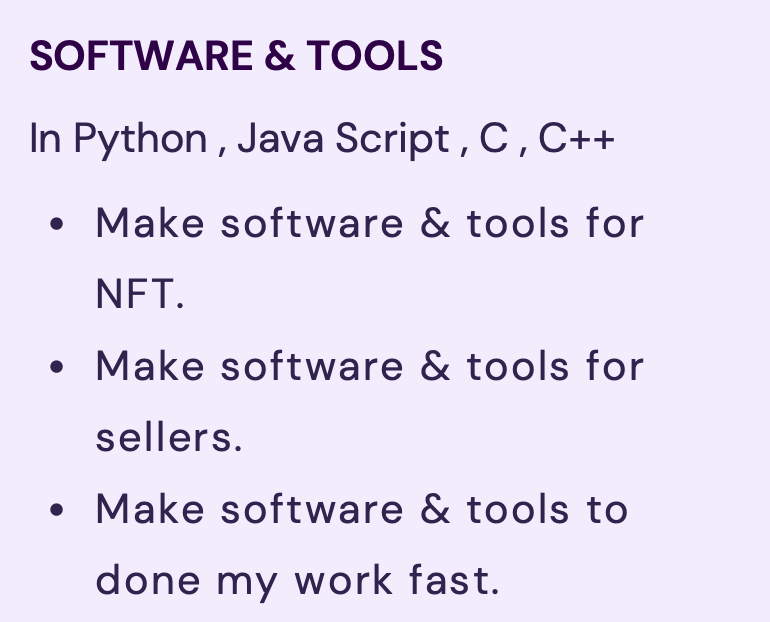 SOFTWARE & TOOLS
In Python , Java Script , C , C++
• Make software & tools for
NFT.
• Make software & tools for
sellers.
• Make software & tools to
done my work fast.